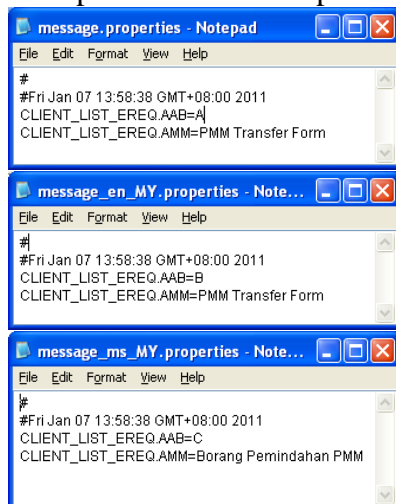 message.properties - Notepad
File Edit Format View Help
#
#Fri Jan 07 13:58:38 GMT+08:00 2011
CLIENT_LIST_EREQ.AAB=A
CLIENT_LIST_EREQ.AMM=PMM Transfer Form
message_en_MY.properties - Note...
File Edit Format View Help
#
#Fri Jan 07 13:58:38 GMT+08:00 2011
CLIENT_LIST_EREQ.AAB=B
CLIENT_LIST_EREQ.AMM=PMM Transfer Form
message_ms_MY.properties - Note...
File Edit Format View Help
#
#Fri Jan 07 13:58:38 GMT+08:00 2011
CLIENT_LIST_EREQ.AAB=C
CLIENT_LIST_EREQ.AMM=Borang Pemindahan PMM